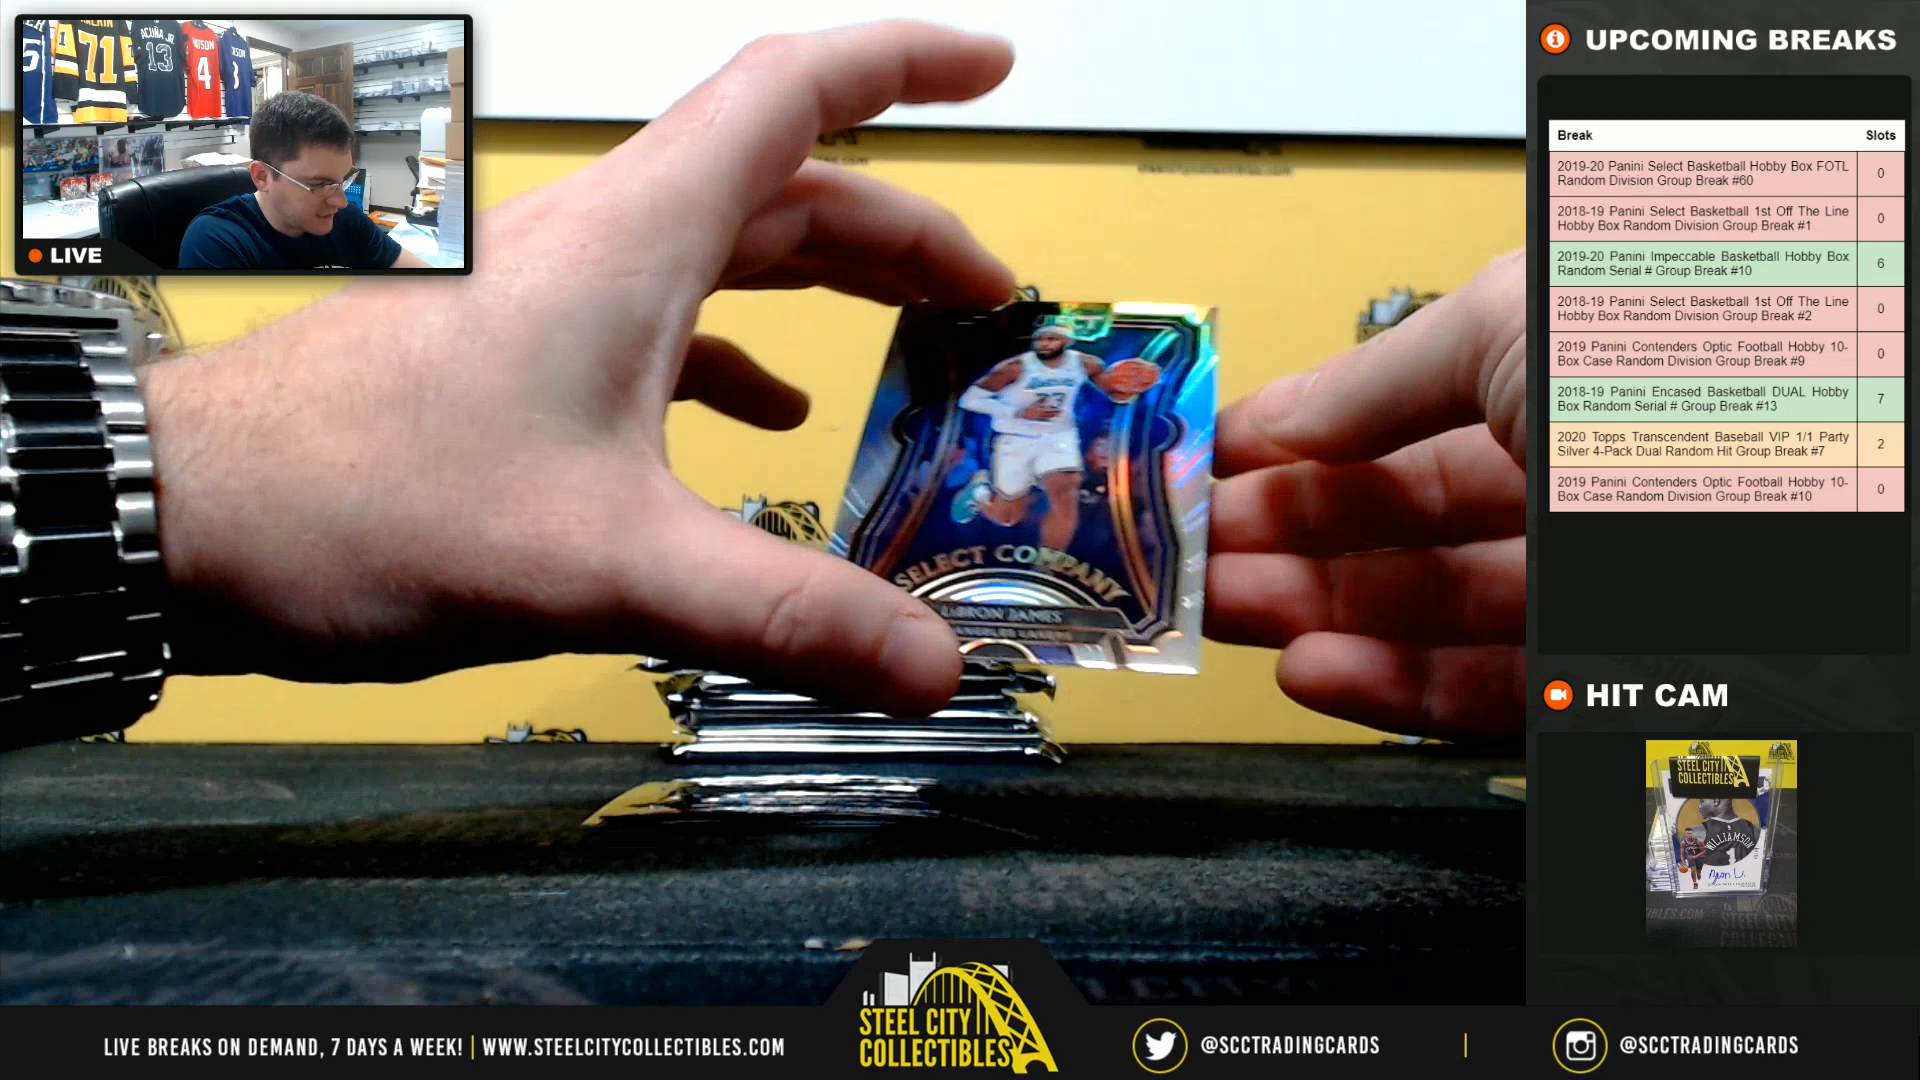 71
ACUÑA JR
13
4
LIVE
SELECT COMPANY
LEBRON JAMES
23
UPCOMING BREAKS
Break Slots
2019-20 Panini Select Basketball Hobby Box FOTL
Random Division Group Break #60
0
2018-19 Panini Select Basketball 1st Off The Line
Hobby Box Random Division Group Break #1
0
2019-20 Panini Impeccable Basketball Hobby Box
Random Serial # Group Break #10
6
2018-19 Panini Select Basketball 1st Off The Line
Hobby Box Random Division Group Break #2
0
2019 Panini Contenders Optic Football Hobby 10-
Box Case Random Division Group Break #9
0
2018-19 Panini Encased Basketball DUAL Hobby
Box Random Serial # Group Break #13
7
2020 Topps Transcendent Baseball VIP 1/1 Party
Silver 4-Pack Dual Random Hit Group Break #7
2
2019 Panini Contenders Optic Football Hobby 10-
Box Case Random Division Group Break #10
0
HIT CAM
STEEL CITY
COLLECTIBLES
WILLIAMSON
1
LIVE BREAKS ON DEMAND, 7 DAYS A WEEK! | WWW.STEELCITYCOLLECTIBLES.COM
STEEL CITY
COLLECTIBLES
@SCCTRADINGCARDS
@SCCTRADINGCARDS